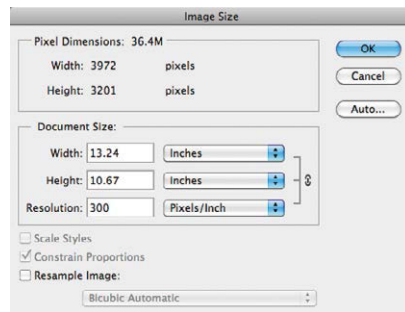 Image Size
Pixel Dimensions: 36.4M
OK
Width: 3972 pixels
Cancel
Height: 3201 pixels
Auto...
Document Size:
Width: 13.24 Inches
Height: 10.67 Inches
Resolution: 300 Pixels/Inch
Scale Styles
Constrain Proportions
Resample Image:
Bicubic Automatic